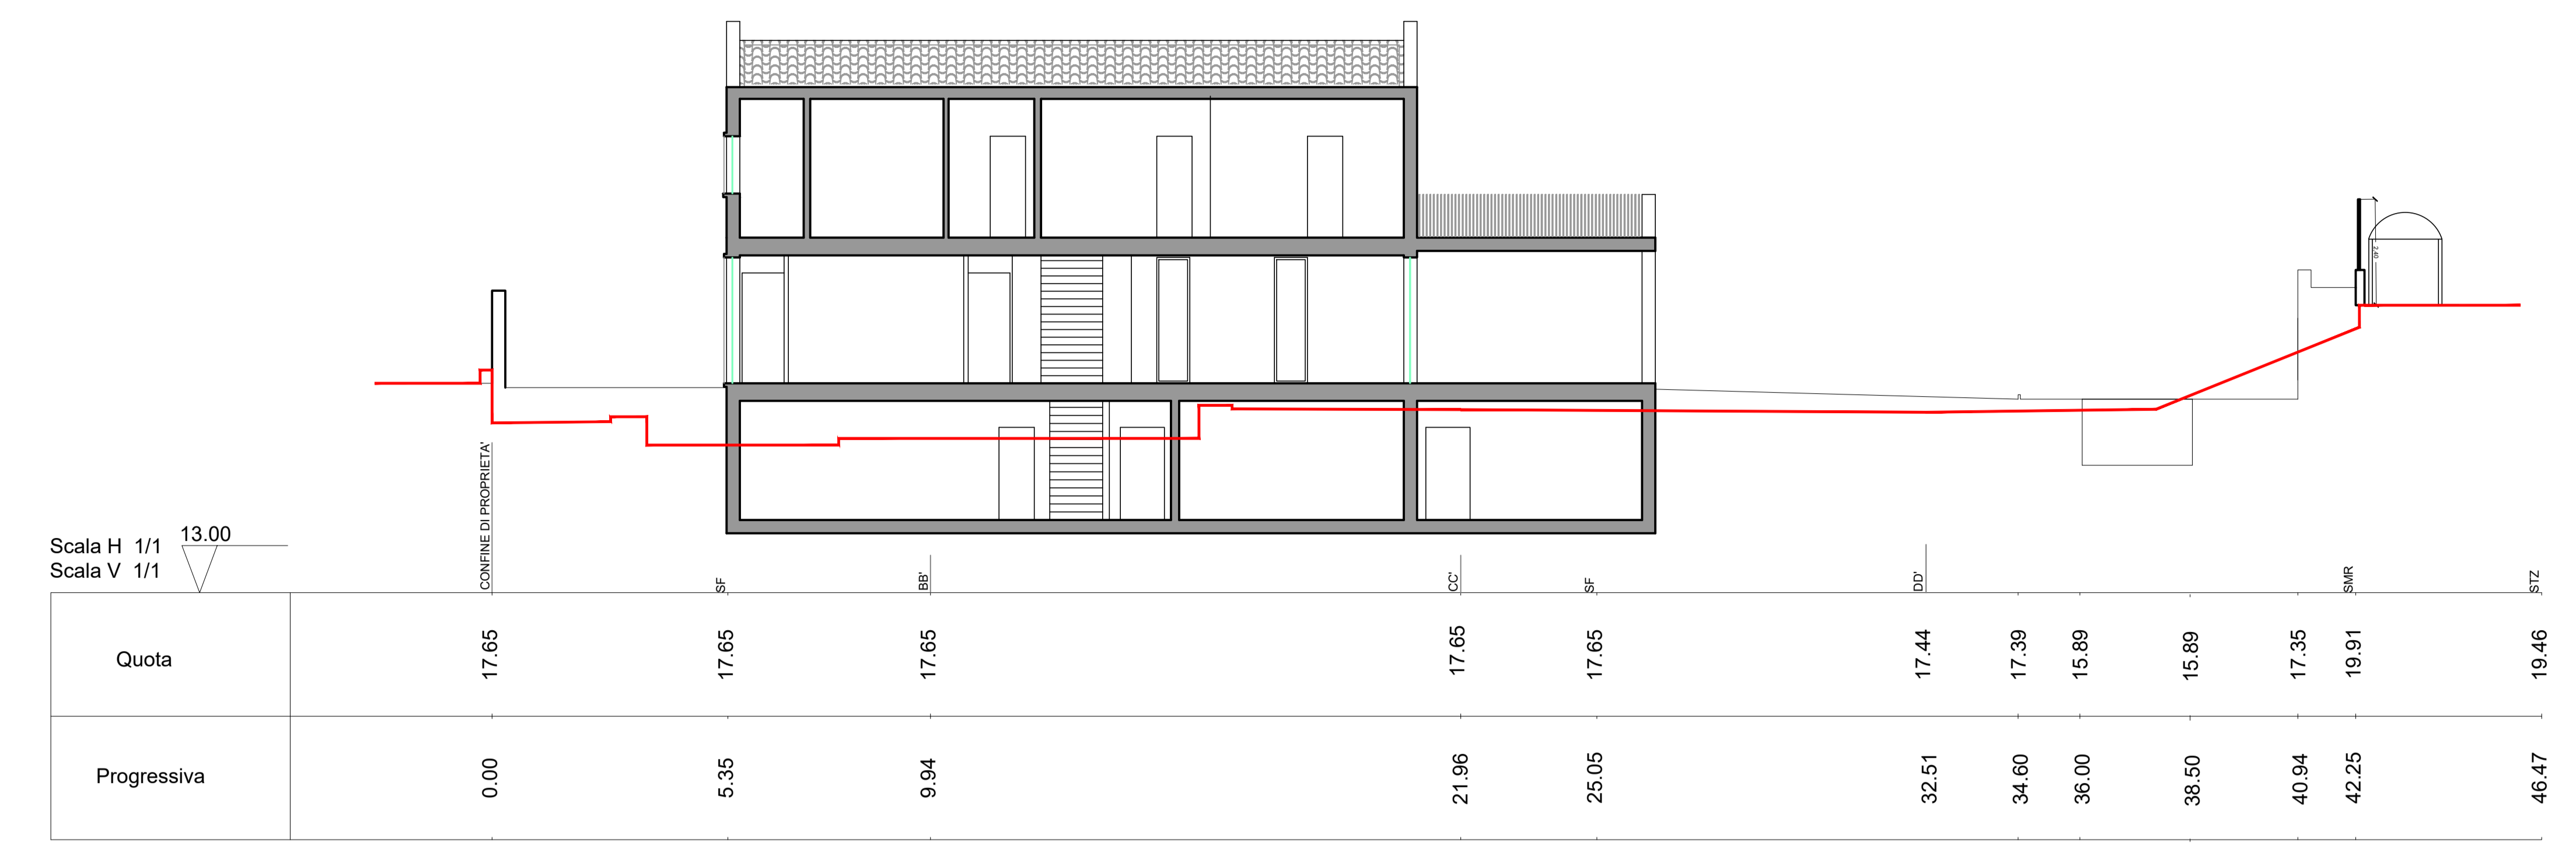 2.40
CONFINE DI PROPRIETA'
Scala H 1/1
13.00
Scala V 1/1
SF
BB'
CC'
SF
DD'
SMR
STZ
Quota
17.65
17.65
17.65
17.65
17.65
17.44
17.39
15.89
15.89
17.35
19.91
19.46
Progressiva
0.00
5.35
9.94
21.96
25.05
32.51
34.60
36.00
38.50
40.94
42.25
46.47